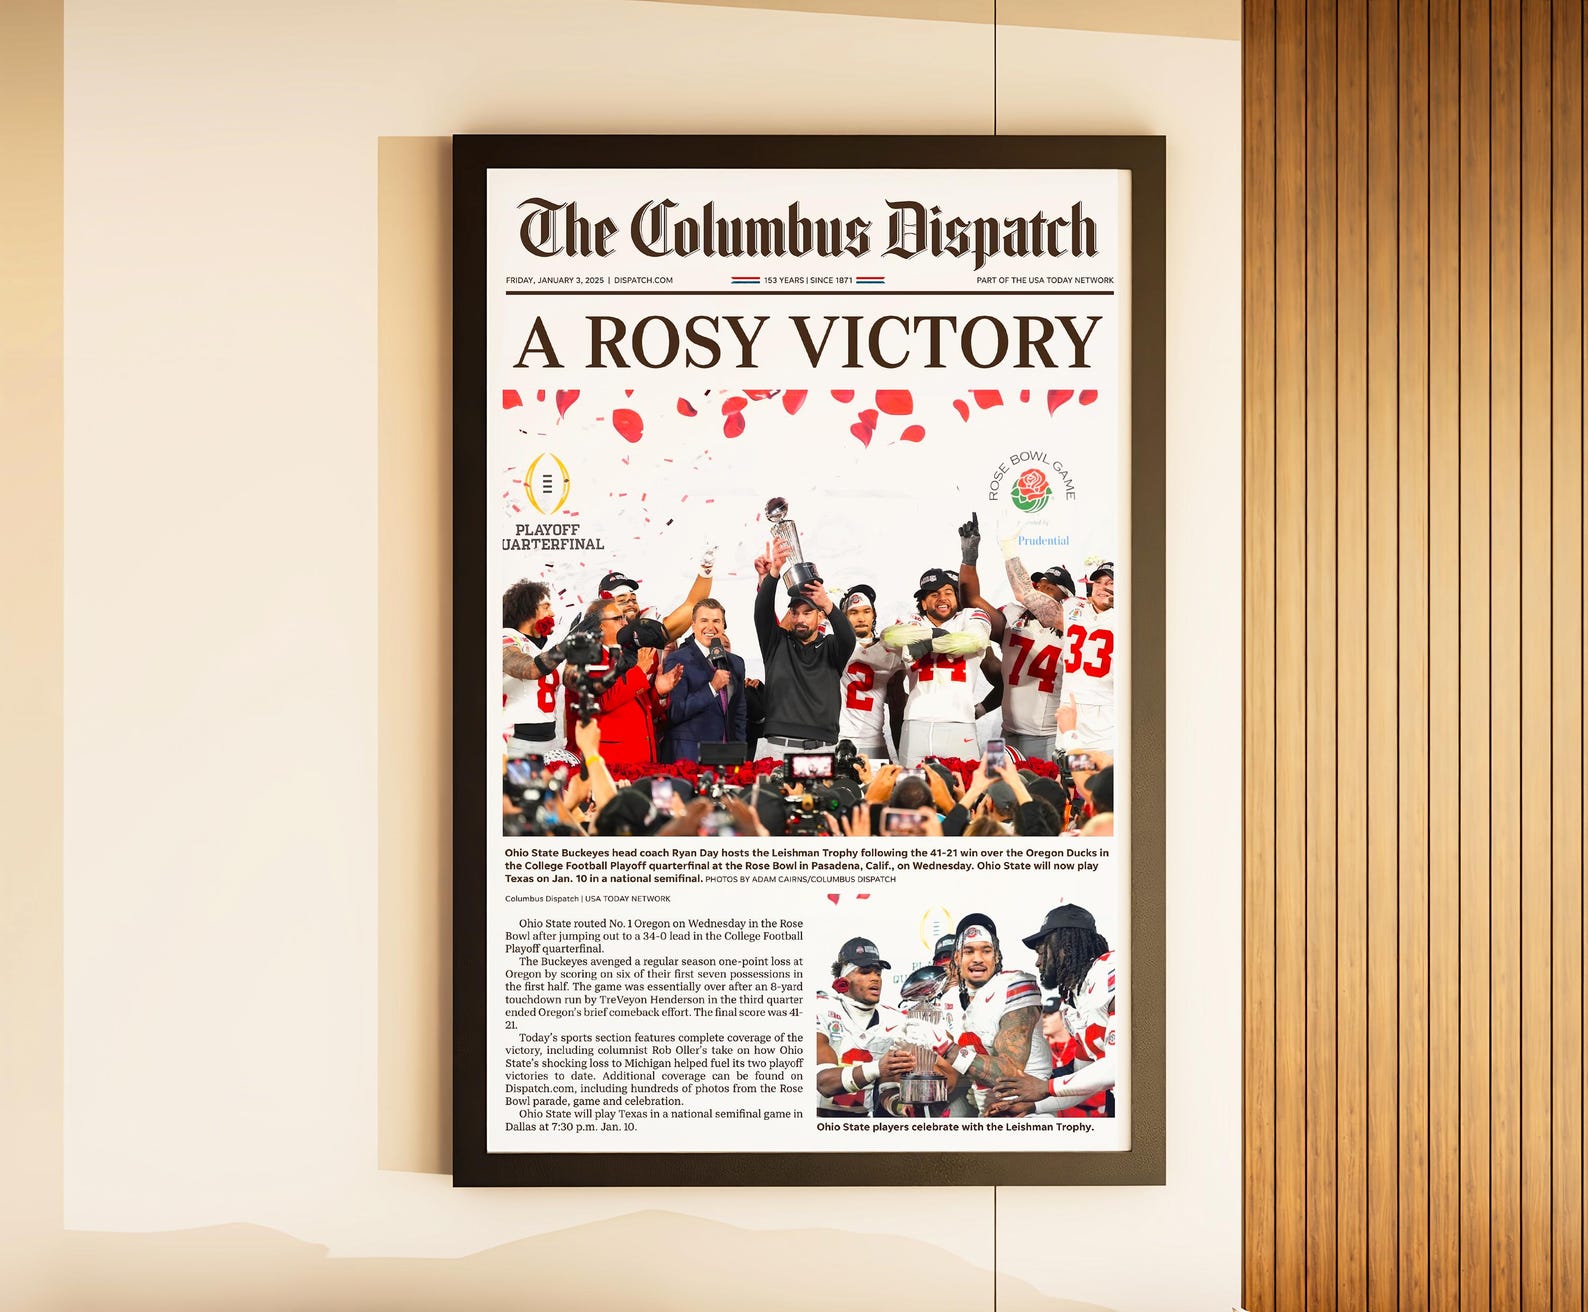 The Columbus Dispatch
FRIDAY, JANUARY 3, 2025 | DISPATCH.COM
153 YEARS | SINCE 1871
PART OF THE USA TODAY NETWORK
A ROSY VICTORY
ROSE BOWL GAME
PLAYOFF
UARTERFINAL
Prudential
8
2
44
74
33
Ohio State Buckeyes head coach Ryan Day hosts the Leishman Trophy following the 41-21 win over the Oregon Ducks in
the College Football Playoff quarterfinal at the Rose Bowl in Pasadena, Calif., on Wednesday. Ohio State will now play
Texas on Jan. 10 in a national semifinal. PHOTOS BY ADAM CAIRNS/COLUMBUS DISPATCH
Columbus Dispatch | USA TODAY NETWORK
Ohio State routed No. 1 Oregon on Wednesday in the Rose
Bowl after jumping out to a 34-0 lead in the College Football
Playoff quarterfinal.
The Buckeyes avenged a regular season one-point loss at
Oregon by scoring on six of their first seven possessions in
the first half. The game was essentially over after an 8-yard
touchdown run by TreVeyon Henderson in the third quarter
ended Oregon's brief comeback effort. The final score was 41-
21.
Today's sports section features complete coverage of the
victory, including columnist Rob Oller's take on how Ohio
State's shocking loss to Michigan helped fuel its two playoff
victories to date. Additional coverage can be found on
Dispatch.com, including hundreds of photos from the Rose
Bowl parade, game and celebration.
Ohio State will play Texas in a national semifinal game in
Dallas at 7:30 p.m. Jan. 10.
Ohio State players celebrate with the Leishman Trophy.